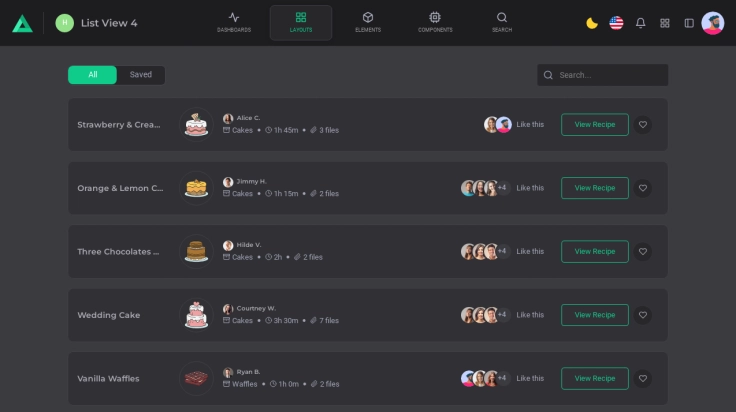 H List View 4
DASHBOARDS LAYOUTS ELEMENTS COMPONENTS SEARCH
All Saved Search...
Strawberry & Crea...
Alice C.
Cakes • 1h 45m • 3 files
Like this View Recipe
Orange & Lemon C...
Jimmy H.
Cakes • 1h 15m • 2 files
+4 Like this View Recipe
Three Chocolates ...
Hilde V.
Cakes • 2h • 2 files
+4 Like this View Recipe
Wedding Cake
Courtney W.
Cakes • 3h 30m • 7 files
+4 Like this View Recipe
Vanilla Waffles
Ryan B.
Waffles • 1h 0m • 2 files
+4 Like this View Recipe